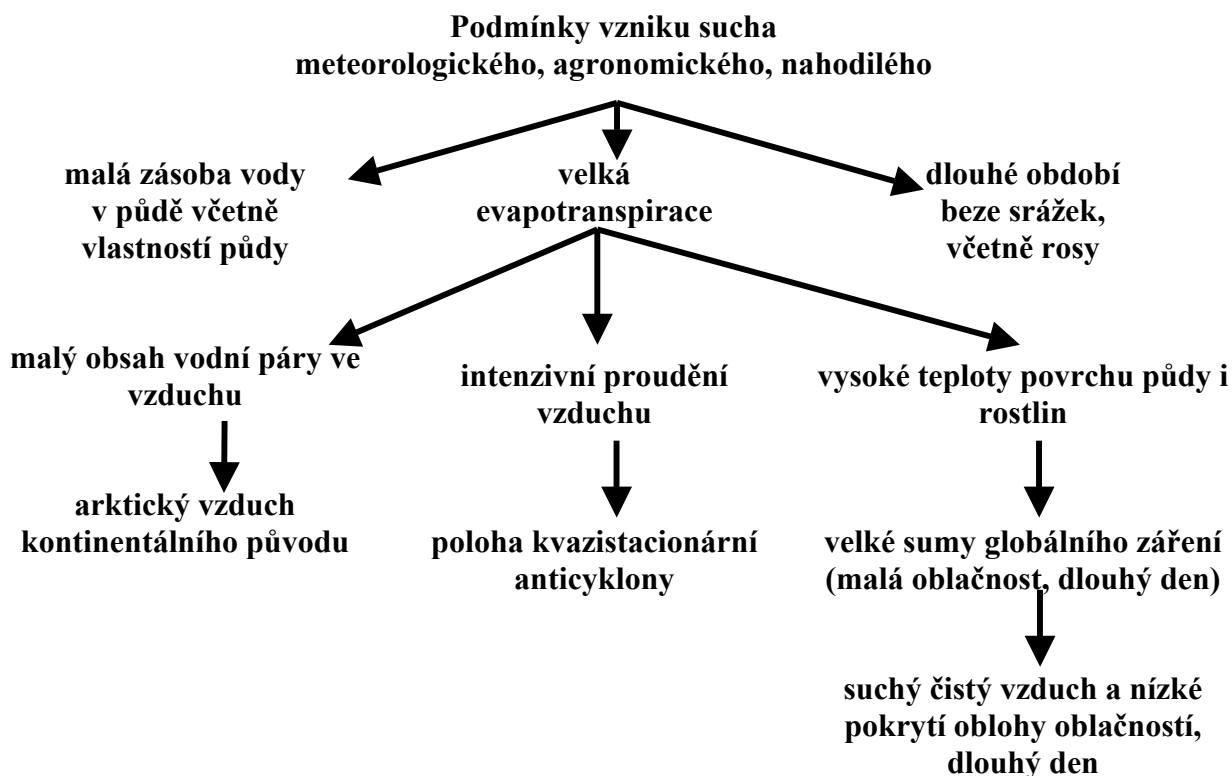 Podmínky vzniku sucha
meteorologického, agronomického, nahodilého
malá zásoba vody
v půdě včetně
vlastností půdy
velká
evapotranspirace
dlouhé období
beze srážek,
včetně rosy
malý obsah vodní páry ve
vzduchu
intenzivní proudění
vzduchu
vysoké teploty povrchu půdy i
rostlin
arktický vzduch
kontinentálního původu
poloha kvazistacionární
anticyklony
velké sumy globálního záření
(malá oblačnost, dlouhý den)
suchý čistý vzduch a nízké
pokrytí oblohy oblačností,
dlouhý den